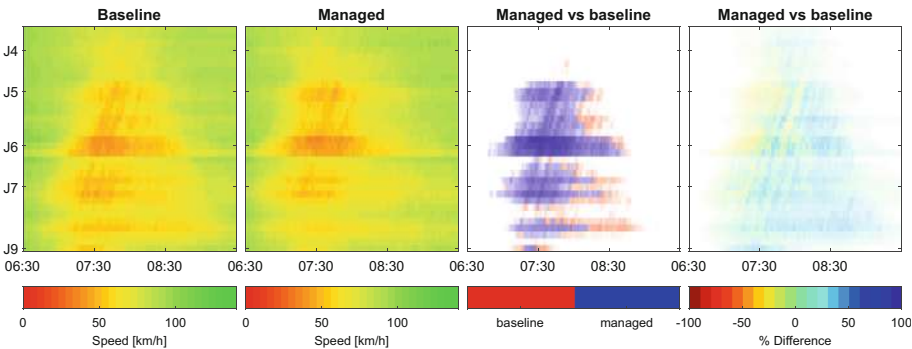 Baseline
Managed
Managed vs baseline
Managed vs baseline
J4
J5
J6
J7
J9
06:30 07:30 08:30
06:30 07:30 08:30
06:30 07:30 08:30
06:30 07:30 08:30
0 50 100
Speed [km/h]
0 50 100
Speed [km/h]
baseline managed
-100 -50 0 50 100
% Difference